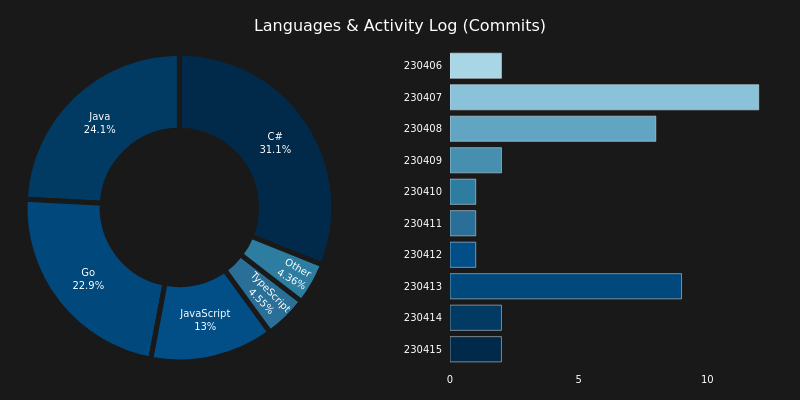 Languages & Activity Log (Commits)
Java
24.1%
C#
31.1%
Go
22.9%
JavaScript
13%
TypeScript
4.55%
Other
4.36%
230406
230407
230408
230409
230410
230411
230412
230413
230414
230415
0
5
10